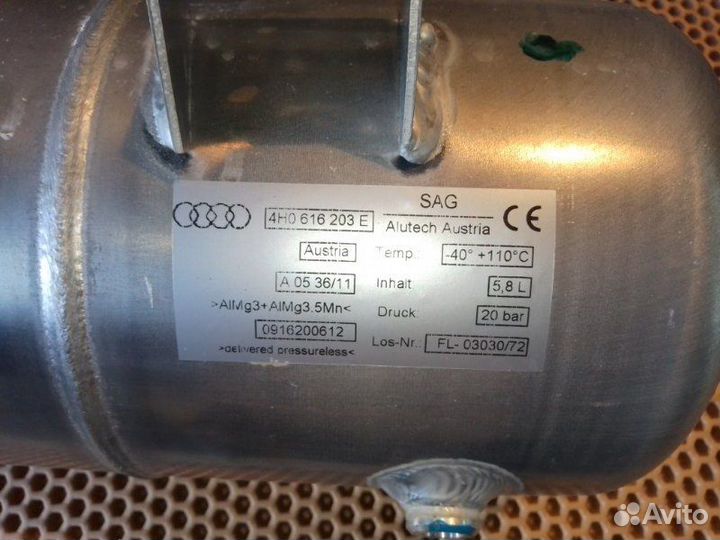 4H0 616 203 E
SAG
Alutech Austria
CE
Austria
Temp.: -40° +110°C
A 05 36/11
Inhalt: 5,8 L
>AlMg3+AlMg3.5Mn<
Druck: 20 bar
0916200612
Los-Nr.: FL- 03030/72
>delivered pressureless<
Avito